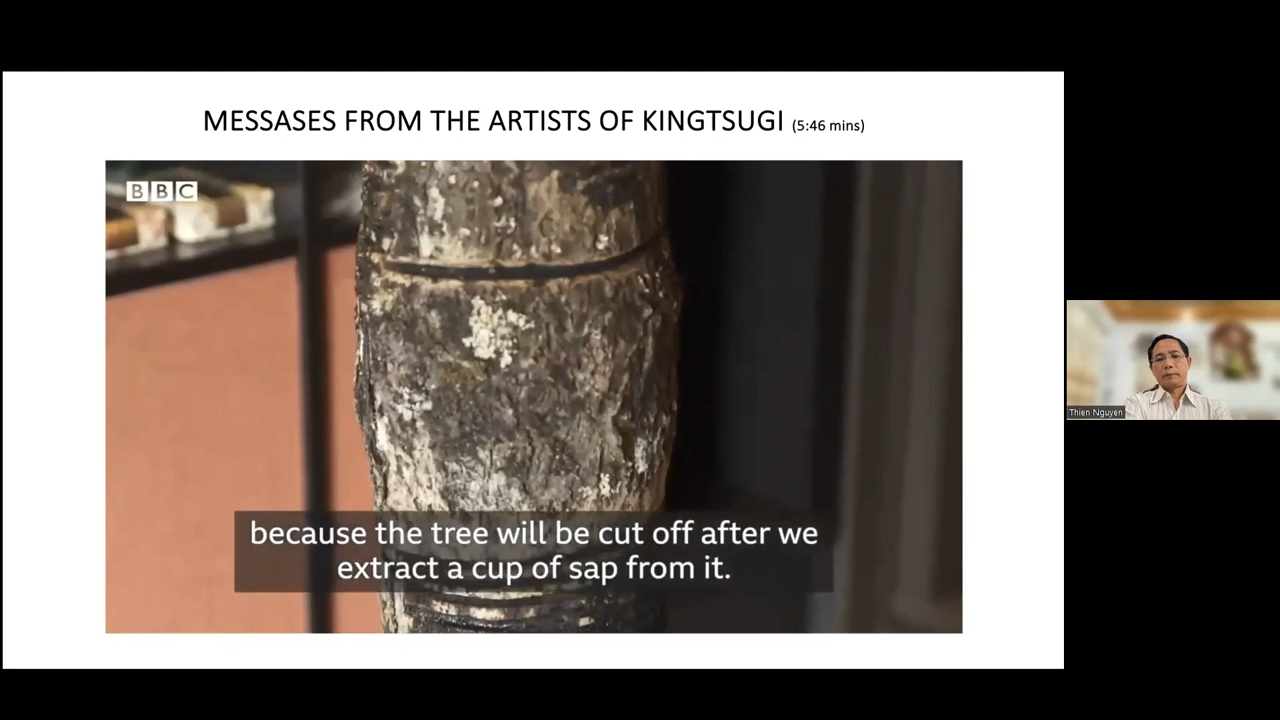 MESSASES FROM THE ARTISTS OF KINGTSUGI (5:46 mins)
BBC
because the tree will be cut off after we
extract a cup of sap from it.
Thien Nguyen